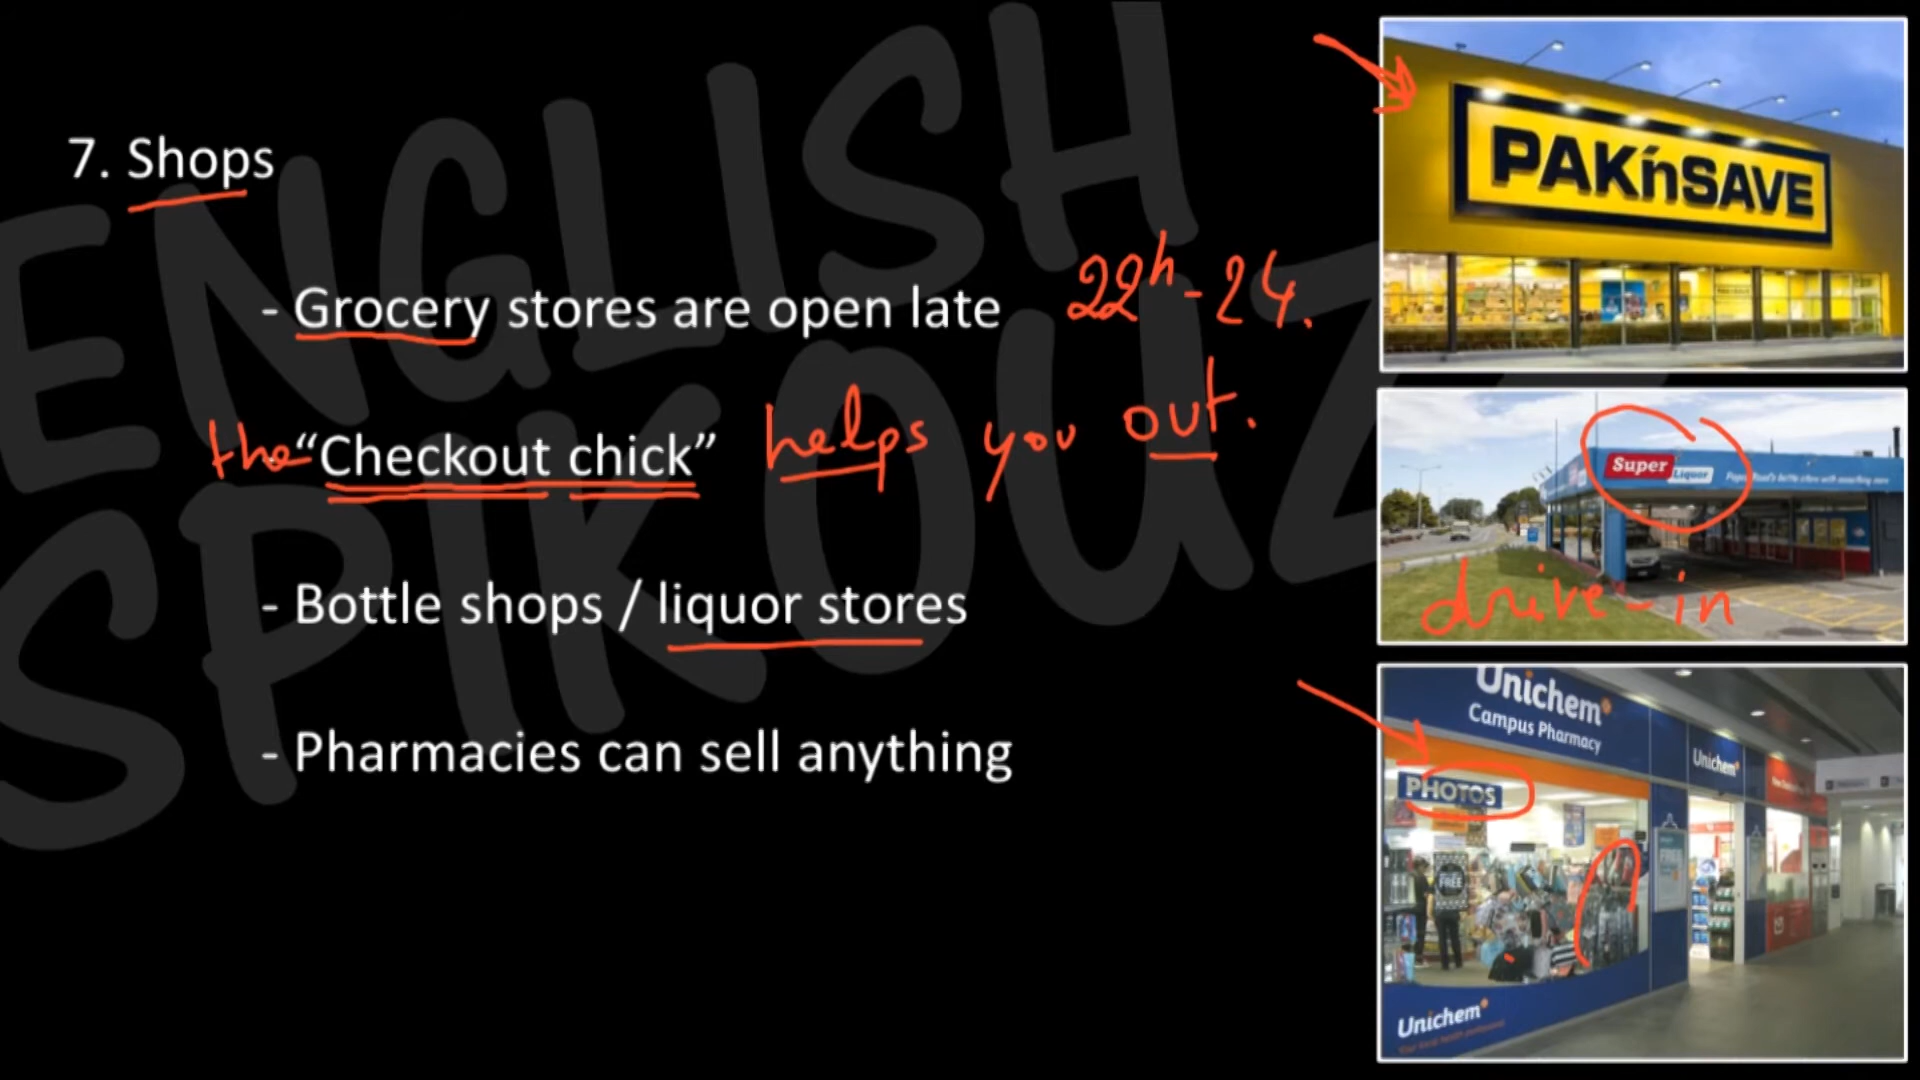 7. Shops
- Grocery stores are open late 22h-24.
the "Checkout chick" helps you out.
- Bottle shops / liquor stores
- Pharmacies can sell anything
ENGLISH
SPIKOUZ
PAK'nSAVE
Super Liquor
drive-in
Unichem
Campus Pharmacy
Unichem
PHOTOS
FREE
Unichem